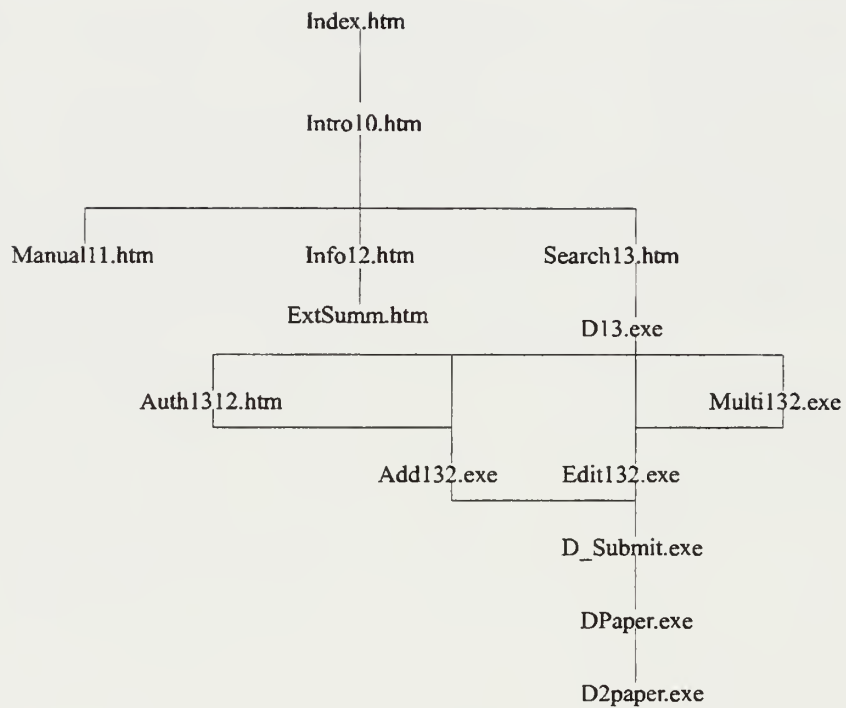 Index.htm
Intro10.htm
Manual11.htm Info12.htm Search13.htm
ExtSumm.htm
D13.exe
Auth1312.htm Multi132.exe
Add132.exe Edit132.exe
D_Submit.exe
DPaper.exe
D2paper.exe